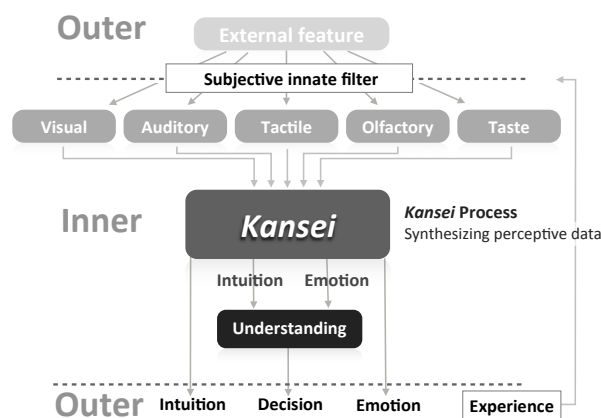 Outer
External feature
Subjective innate filter
Visual
Auditory
Tactile
Olfactory
Taste
Inner
Kansei
Kansei Process
Synthesizing perceptive data
Intuition
Emotion
Understanding
Outer
Intuition
Decision
Emotion
Experience